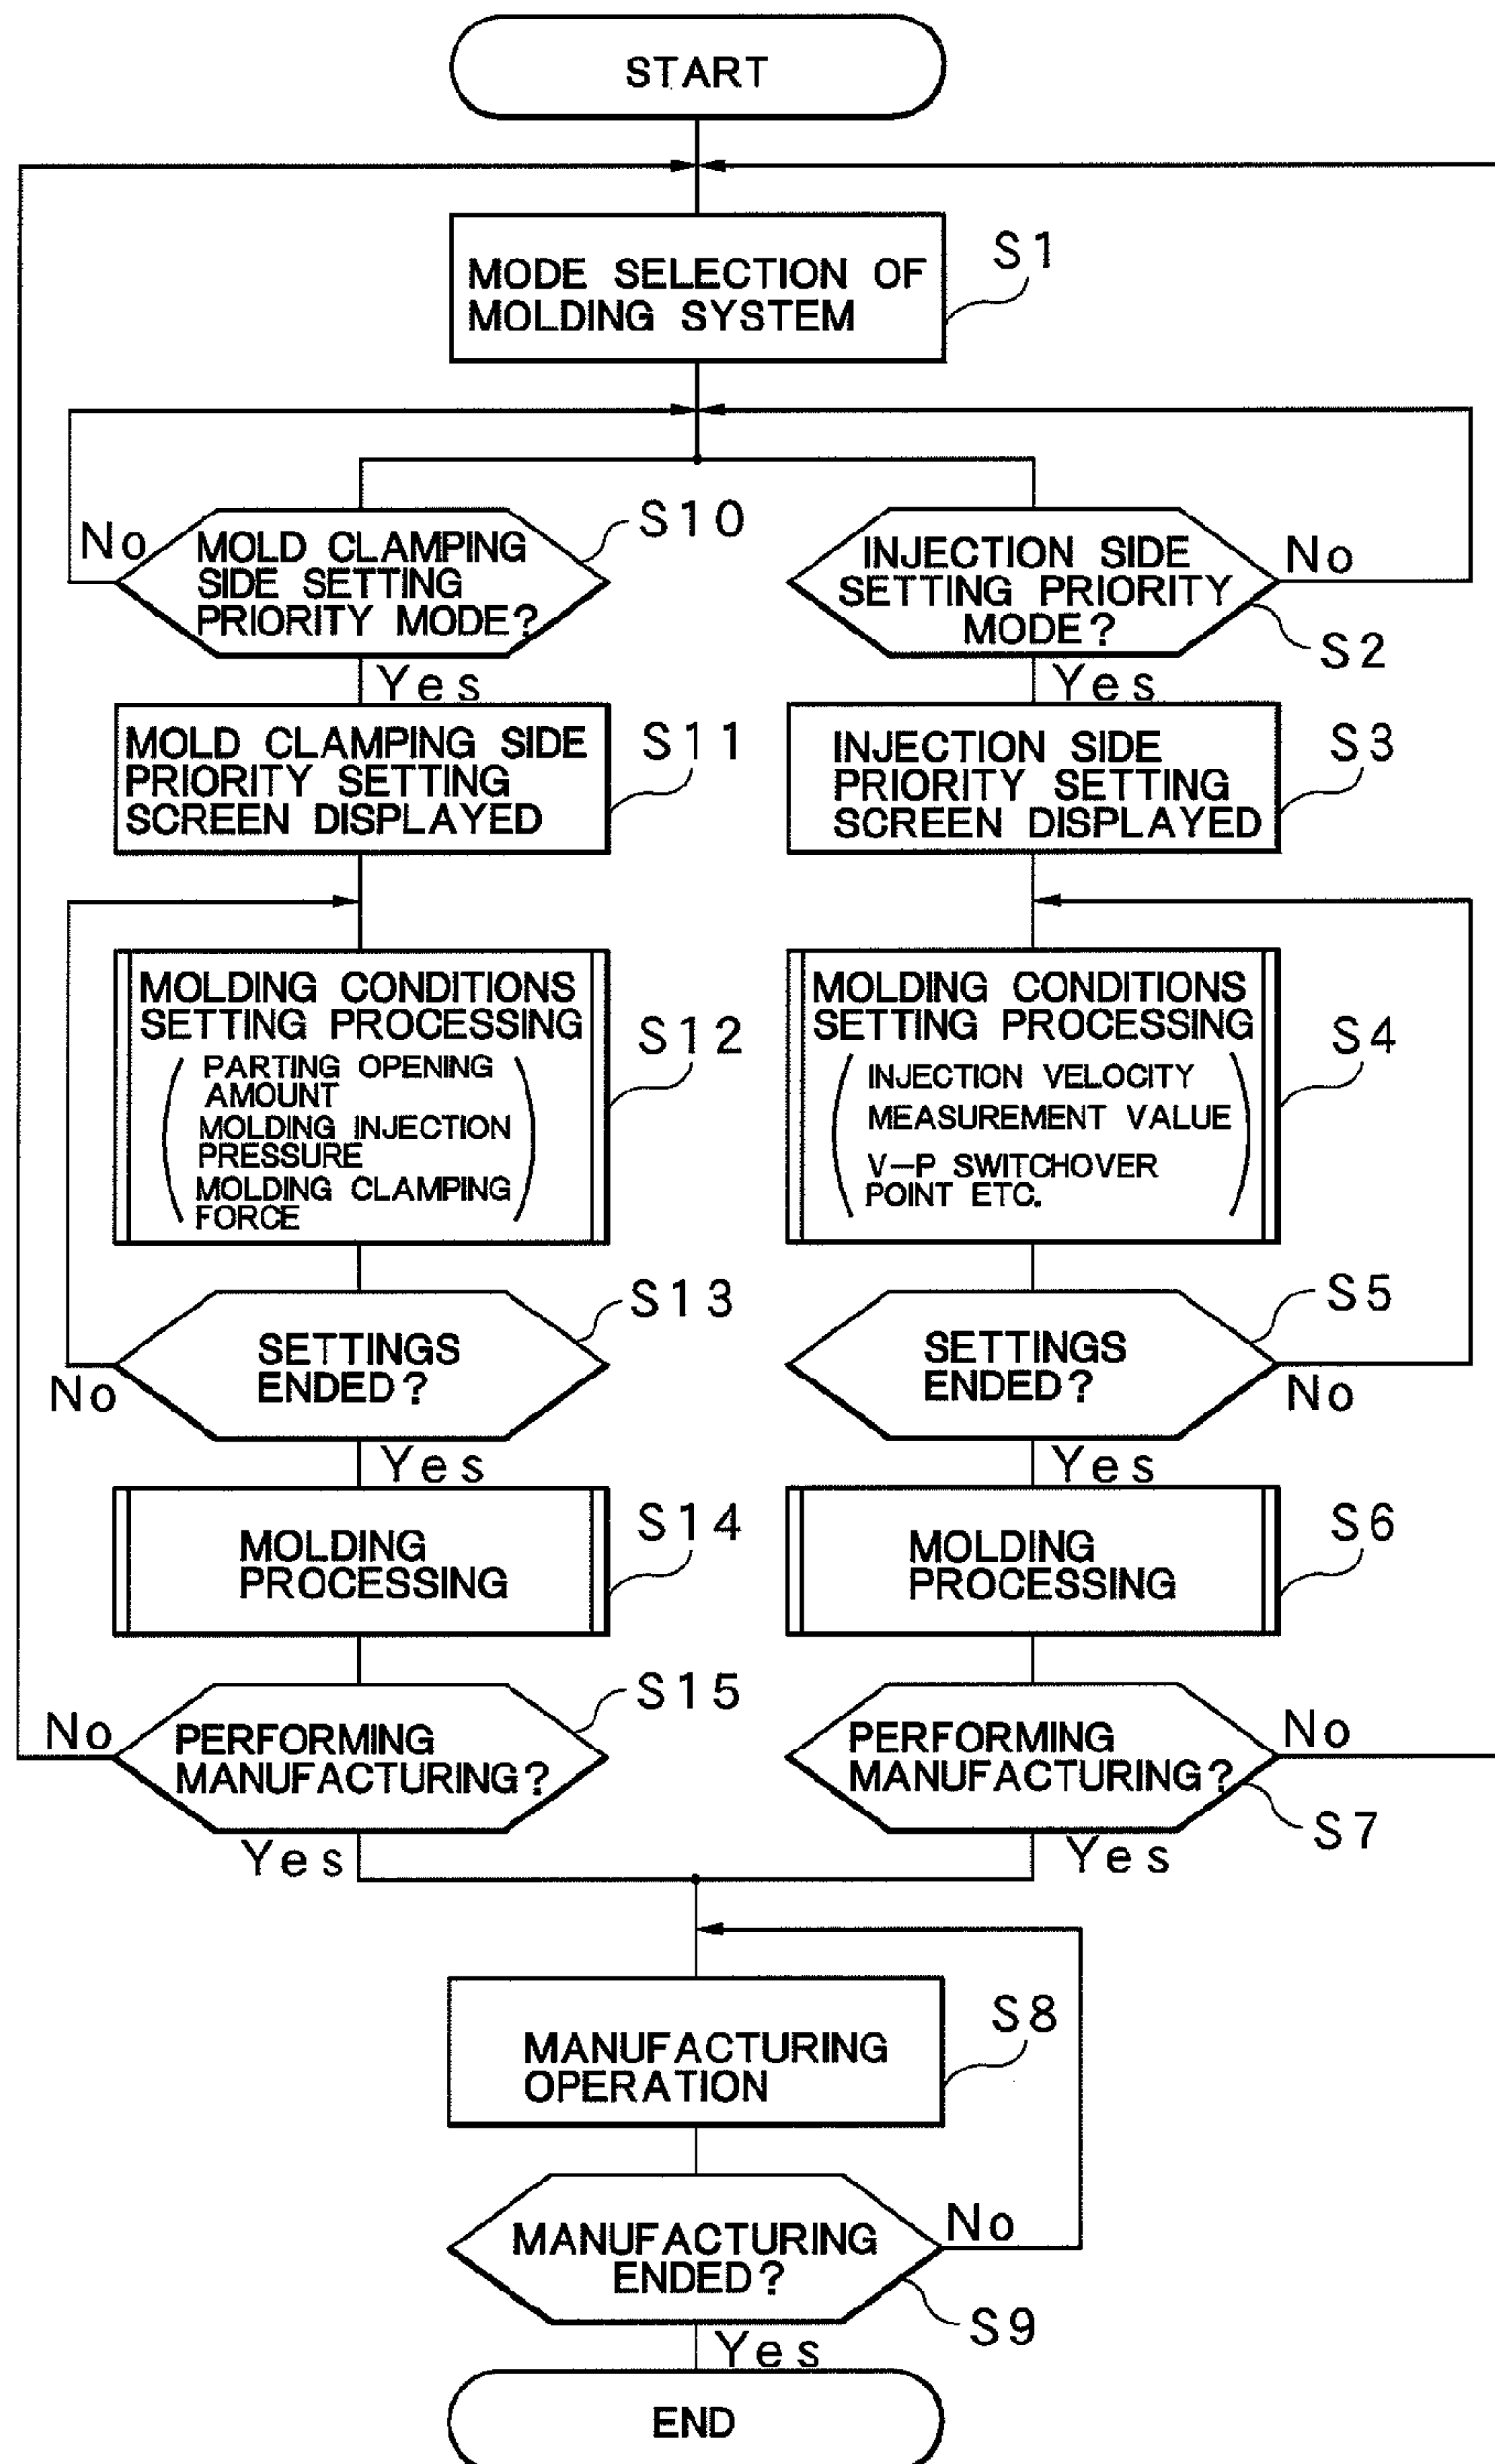 START
MODE SELECTION OF
MOLDING SYSTEM
S1
MOLD CLAMPING
SIDE SETTING
PRIORITY MODE?
S10
No
Yes
INJECTION SIDE
SETTING PRIORITY
MODE?
S2
No
Yes
MOLD CLAMPING SIDE
PRIORITY SETTING
SCREEN DISPLAYED
S11
INJECTION SIDE
PRIORITY SETTING
SCREEN DISPLAYED
S3
MOLDING CONDITIONS
SETTING PROCESSING
PARTING OPENING
AMOUNT
MOLDING INJECTION
PRESSURE
MOLDING CLAMPING
FORCE
S12
MOLDING CONDITIONS
SETTING PROCESSING
INJECTION VELOCITY
MEASUREMENT VALUE
V-P SWITCHOVER
POINT ETC.
S4
SETTINGS
ENDED?
S13
No
Yes
SETTINGS
ENDED?
S5
No
Yes
MOLDING
PROCESSING
S14
MOLDING
PROCESSING
S6
PERFORMING
MANUFACTURING?
S15
No
Yes
PERFORMING
MANUFACTURING?
S7
No
Yes
MANUFACTURING
OPERATION
S8
MANUFACTURING
ENDED?
S9
No
Yes
END